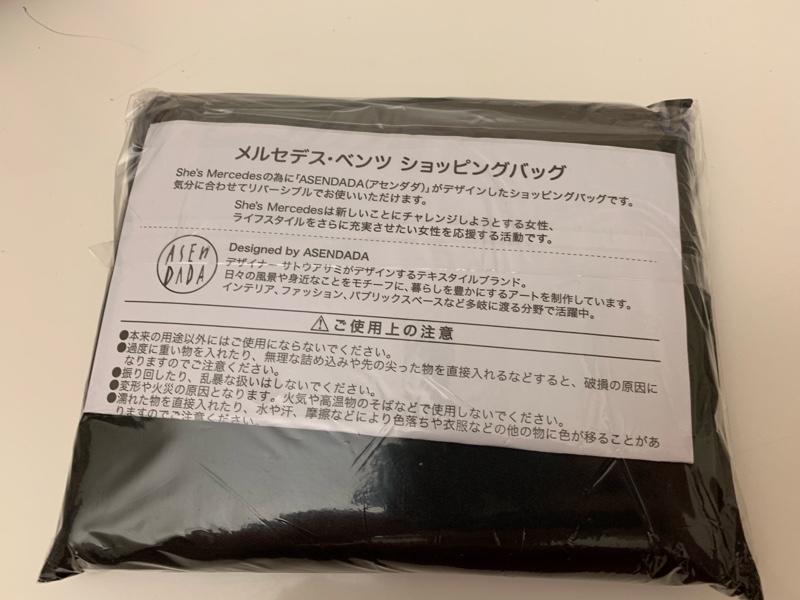 メルセデス・ベンツ ショッピングバッグ
She's Mercedesの為に「ASENDADA(アセンダダ)」がデザインしたショッピングバッグです。
気分に合わせてリバーシブルでお使いいただけます。
She's Mercedesは新しいことにチャレンジしようとする女性、
ライフスタイルをさらに充実させたい女性を応援する活動です。
ASEN
DADA
Designed by ASENDADA
デザイナー サトウアサミがデザインするテキスタイルブランド。
日々の風景や身近なことをモチーフに、暮らしを豊かにするアートを制作しています。
インテリア、ファッション、パブリックスペースなど多岐に渡る分野で活躍中。
⚠ご使用上の注意
●本来の用途以外にはご使用にならないでください。
●過度に重い物を入れたり、無理な詰め込みや先の尖った物を直接入れるなどすると、破損の原因に
なりますのでご注意ください。
●振り回したり、乱暴な扱いはしないでください。
●変形や火災の原因となります。火気や高温物のそばなどで使用しないでください。
●濡れた物を直接入れたり、水や汗、摩擦などにより色落ちや衣服などの他の物に色が移ることがあ
りますのでご注意ください。